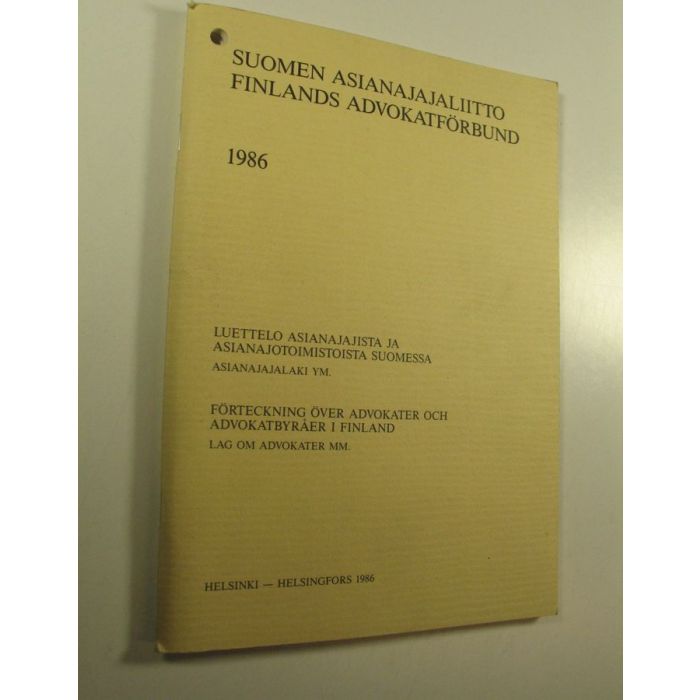 SUOMEN ASIANAJAJALIITTO
FINLANDS ADVOKATFÖRBUND
1986
LUETTELO ASIANAJAJISTA JA
ASIANAJOTOIMISTOISTA SUOMESSA
ASIANAJAJALAKI YM.
FÖRTECKNING ÖVER ADVOKATER OCH
ADVOKATBYRÅER I FINLAND
LAG OM ADVOKATER MM.
HELSINKI — HELSINGFORS 1986